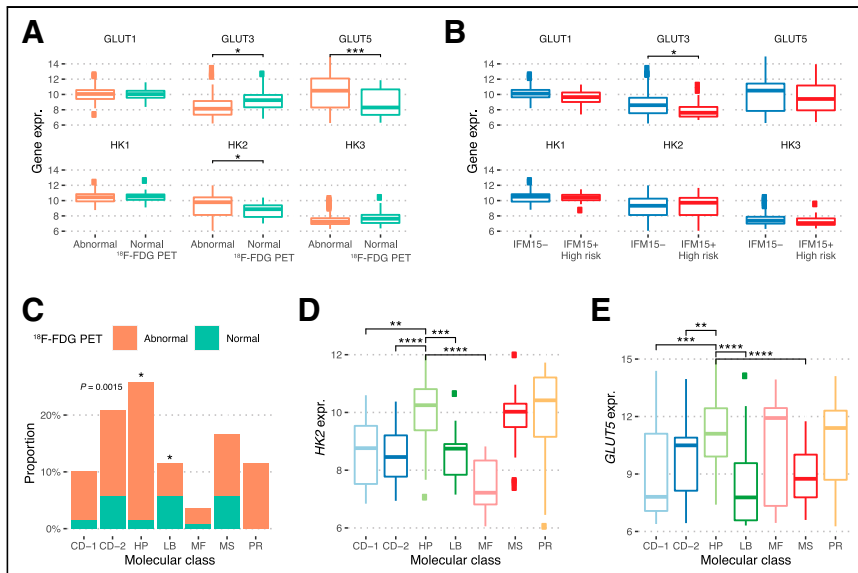 A
GLUT1 GLUT3 GLUT5
* ***
14
12
10
8
6
Gene expr.
HK1 HK2 HK3
*
14
12
10
8
6
Abnormal Normal Abnormal Normal Abnormal Normal
18F-FDG PET 18F-FDG PET 18F-FDG PET
B
GLUT1 GLUT3 GLUT5
*
14
12
10
8
6
Gene expr.
HK1 HK2 HK3
14
12
10
8
6
IFM15− IFM15+ IFM15− IFM15+ IFM15− IFM15+
High risk High risk High risk
C
18F-FDG PET Abnormal Normal
P = 0.0015
* *
20%
10%
0%
Proportion
CD−1 CD−2 HP LB MF MS PR
Molecular class
D
** ***
**** ****
12
10
8
6
HK2 expr.
CD−1 CD−2 HP LB MF MS PR
Molecular class
E
**
*** ****
****
15
12
9
6
GLUT5 expr.
CD−1 CD−2 HP LB MF MS PR
Molecular class